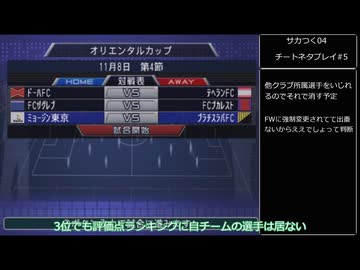 サカつく04
チートネタプレイ#5
オリエンタルカップ
11月8日 第4節
HOME 対戦表 AWAY
ドールFC VS テヘランFC
FCザグレブ VS FCブカレスト
ミョージン東京 VS ブラチスラバFC
試合開始
他クラブ所属選手をいじれ
るのでそれで消す予定
FWに強制変更されてて出番
ないからええでしょって判断
3位でも評価点ランキングに自チームの選手は居ない